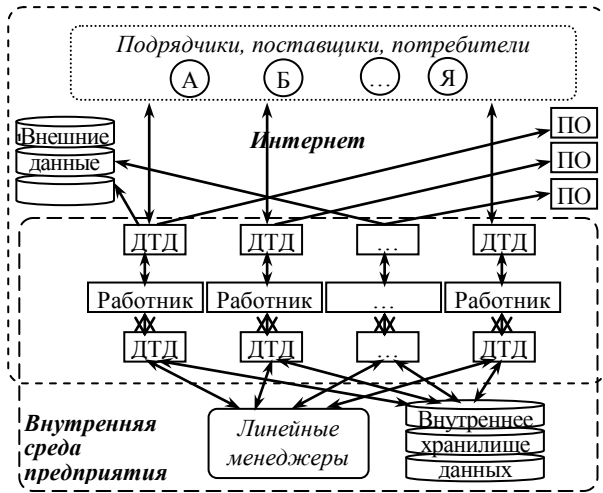 Подрядчики, поставщики, потребители
А Б … Я
Интернет
Внешние
данные
ПО
ПО
ПО
ДТД ДТД … ДТД
Работник Работник … Работник
ДТД ДТД … ДТД
Внутренняя
среда
предприятия
Линейные
менеджеры
Внутреннее
хранилище
данных